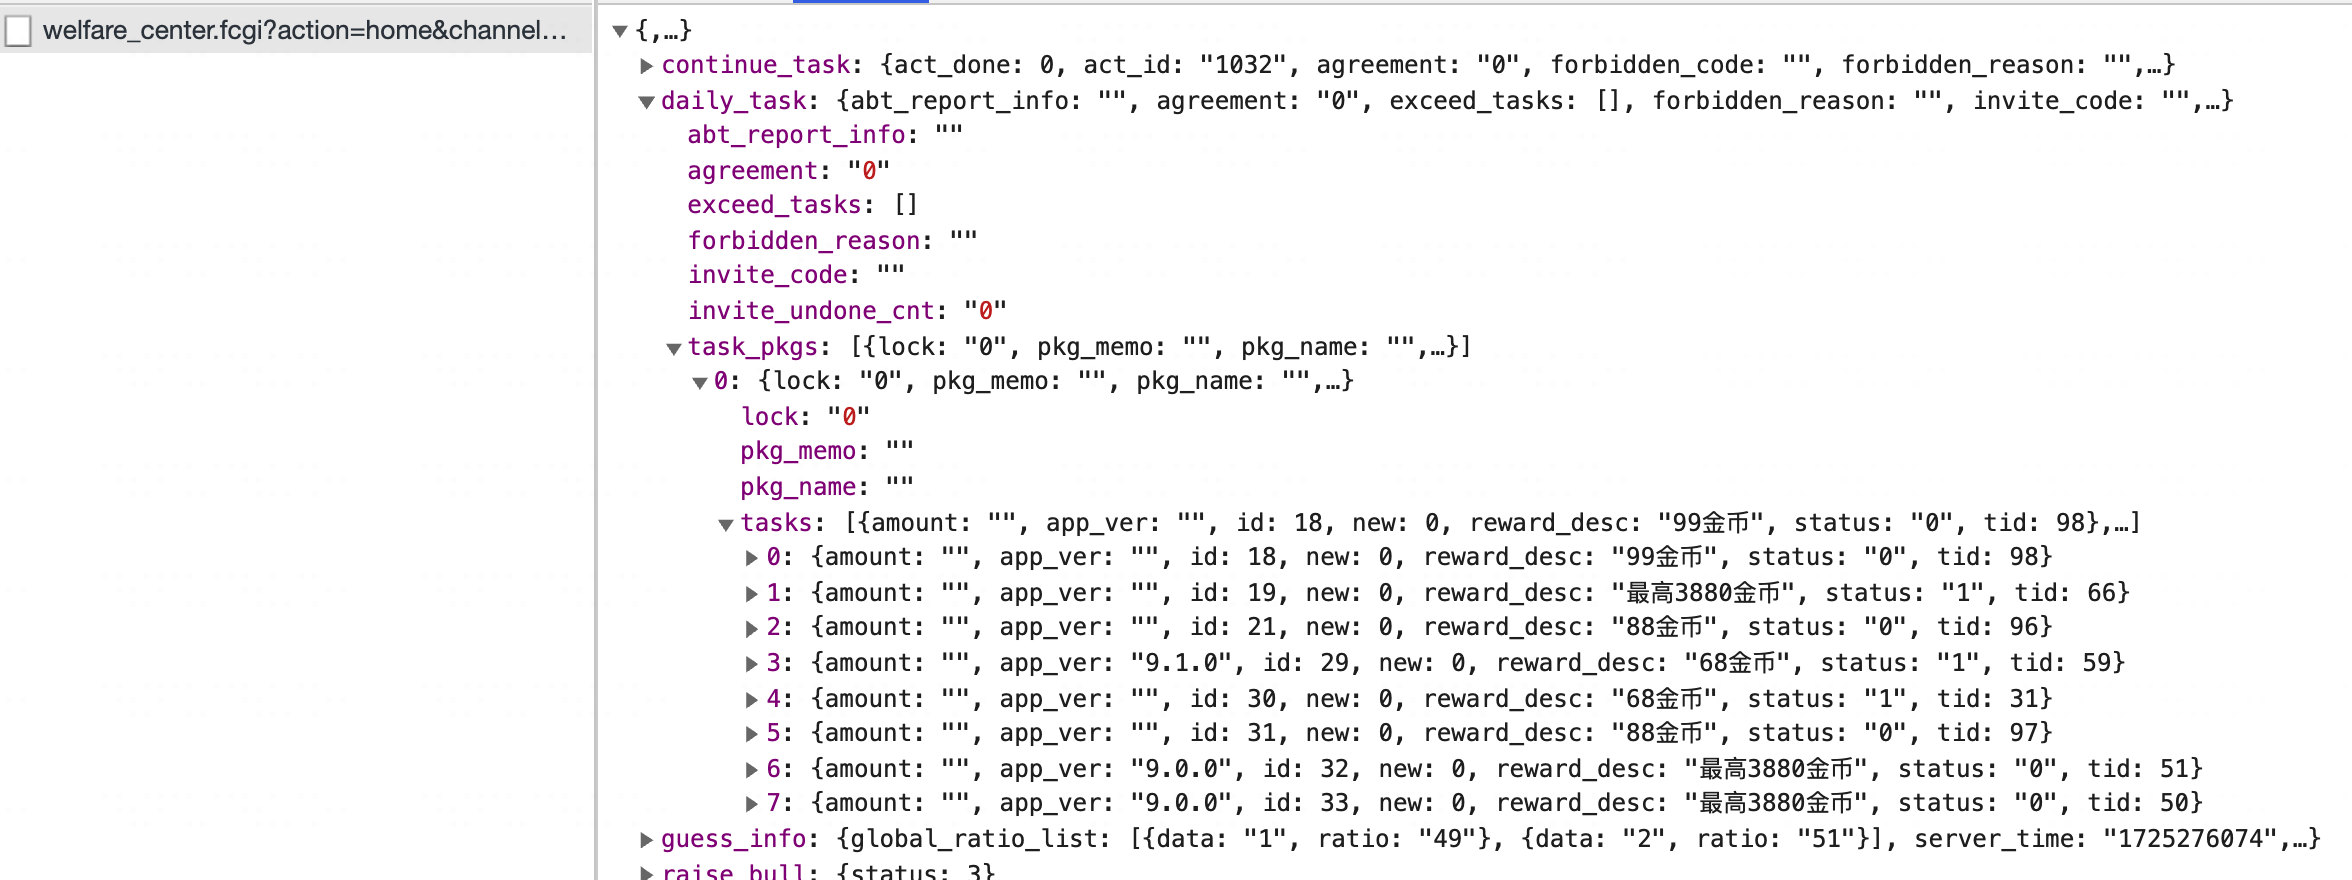 welfare_center.fcgi?action=home&channel…
{,…}
continue_task: {act_done: 0, act_id: "1032", agreement: "0", forbidden_code: "", forbidden_reason: "",…}
daily_task: {abt_report_info: "", agreement: "0", exceed_tasks: [], forbidden_reason: "", invite_code: "",…}
abt_report_info: ""
agreement: "0"
exceed_tasks: []
forbidden_reason: ""
invite_code: ""
invite_undone_cnt: "0"
task_pkgs: [{lock: "0", pkg_memo: "", pkg_name: "",…}]
0: {lock: "0", pkg_memo: "", pkg_name: "",…}
lock: "0"
pkg_memo: ""
pkg_name: ""
tasks: [{amount: "", app_ver: "", id: 18, new: 0, reward_desc: "99金币", status: "0", tid: 98},…]
0: {amount: "", app_ver: "", id: 18, new: 0, reward_desc: "99金币", status: "0", tid: 98}
1: {amount: "", app_ver: "", id: 19, new: 0, reward_desc: "最高3880金币", status: "1", tid: 66}
2: {amount: "", app_ver: "", id: 21, new: 0, reward_desc: "88金币", status: "0", tid: 96}
3: {amount: "", app_ver: "9.1.0", id: 29, new: 0, reward_desc: "68金币", status: "1", tid: 59}
4: {amount: "", app_ver: "", id: 30, new: 0, reward_desc: "68金币", status: "1", tid: 31}
5: {amount: "", app_ver: "", id: 31, new: 0, reward_desc: "88金币", status: "0", tid: 97}
6: {amount: "", app_ver: "9.0.0", id: 32, new: 0, reward_desc: "最高3880金币", status: "0", tid: 51}
7: {amount: "", app_ver: "9.0.0", id: 33, new: 0, reward_desc: "最高3880金币", status: "0", tid: 50}
guess_info: {global_ratio_list: [{data: "1", ratio: "49"}, {data: "2", ratio: "51"}], server_time: "1725276074",…}
raise_bull: {status: 3}